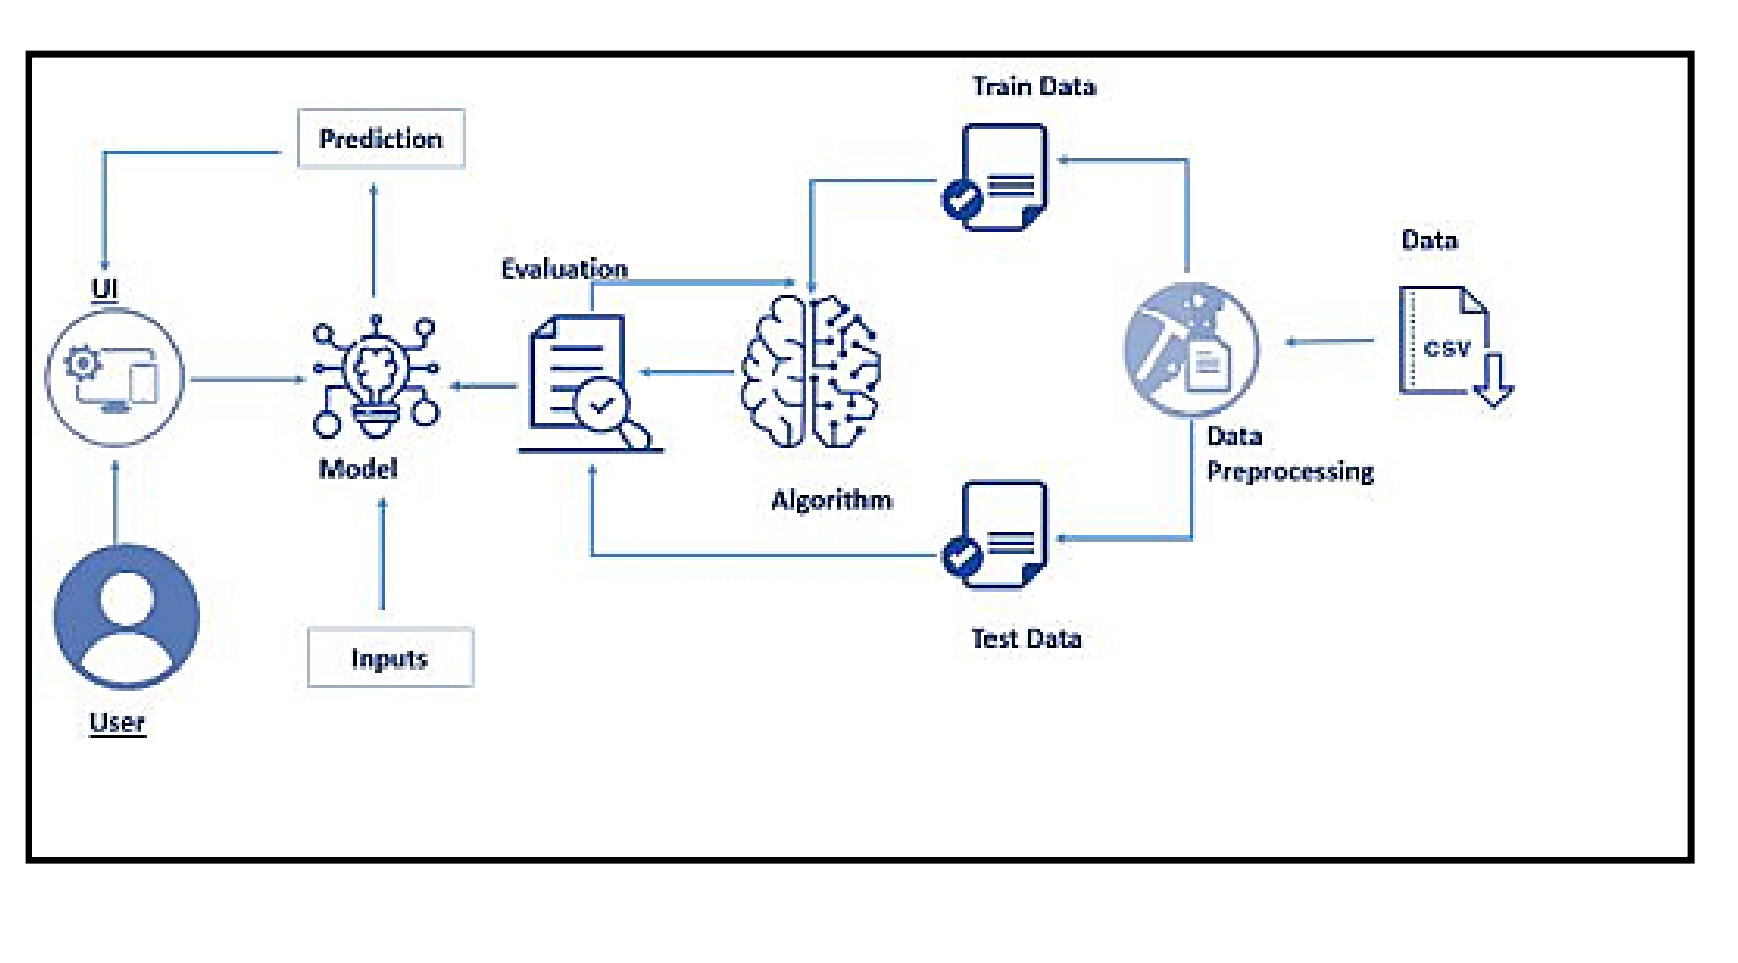 Train Data
Prediction
Data
Evaluation
UI
CSV
Data
Preprocessing
Model
Algorithm
Test Data
Inputs
User